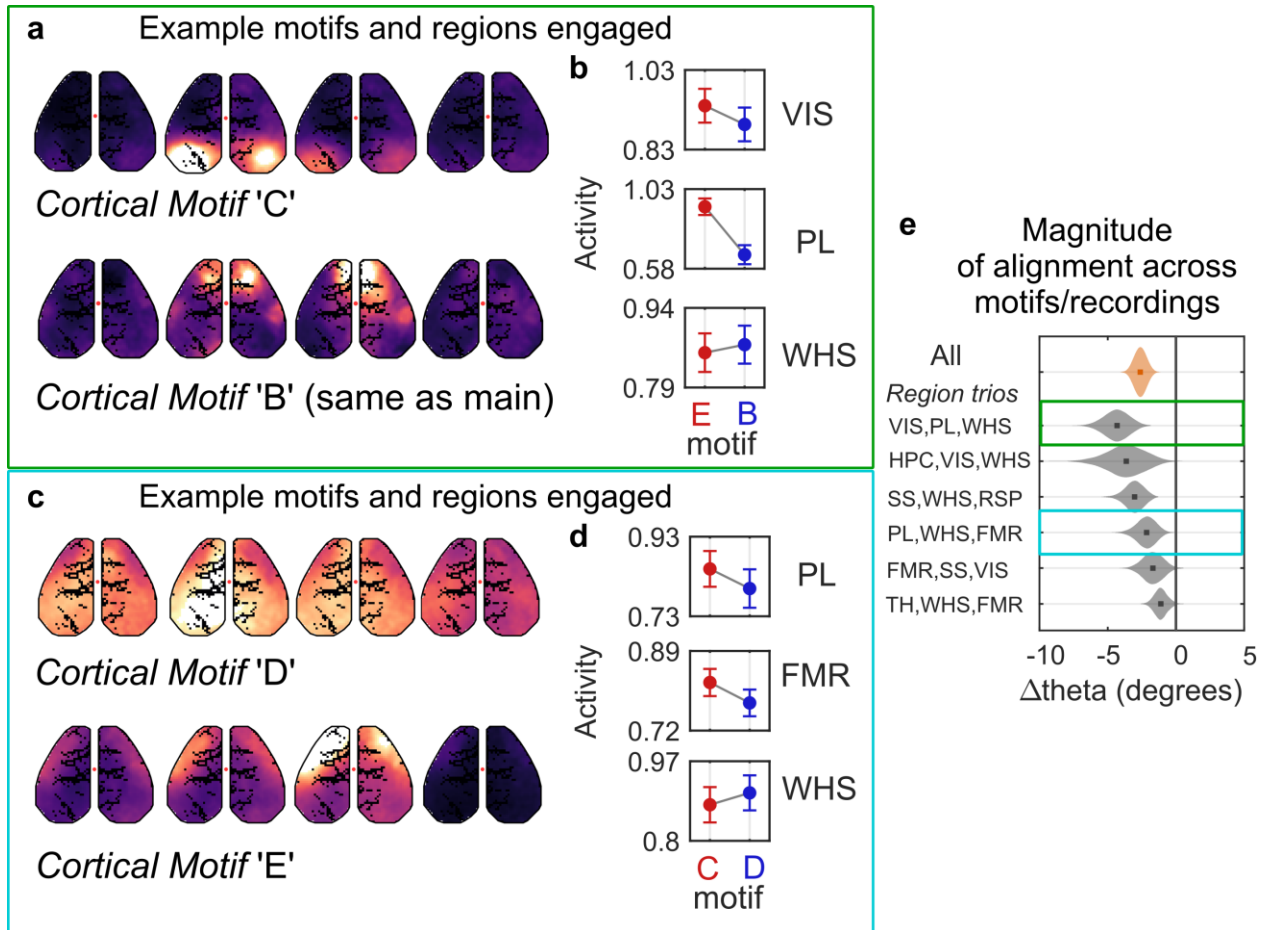 a Example motifs and regions engaged
Cortical Motif 'C'
Cortical Motif 'B' (same as main)
b
Activity
1.03
0.83
VIS
1.03
0.58
PL
0.94
0.79
WHS
E B
motif
c Example motifs and regions engaged
Cortical Motif 'D'
Cortical Motif 'E'
d
Activity
0.93
0.73
PL
0.89
0.72
FMR
0.97
0.8
WHS
C D
motif
e Magnitude
of alignment across
motifs/recordings
All
Region trios
VIS,PL,WHS
HPC,VIS,WHS
SS,WHS,RSP
PL,WHS,FMR
FMR,SS,VIS
TH,WHS,FMR
-10 -5 0 5
Δtheta (degrees)